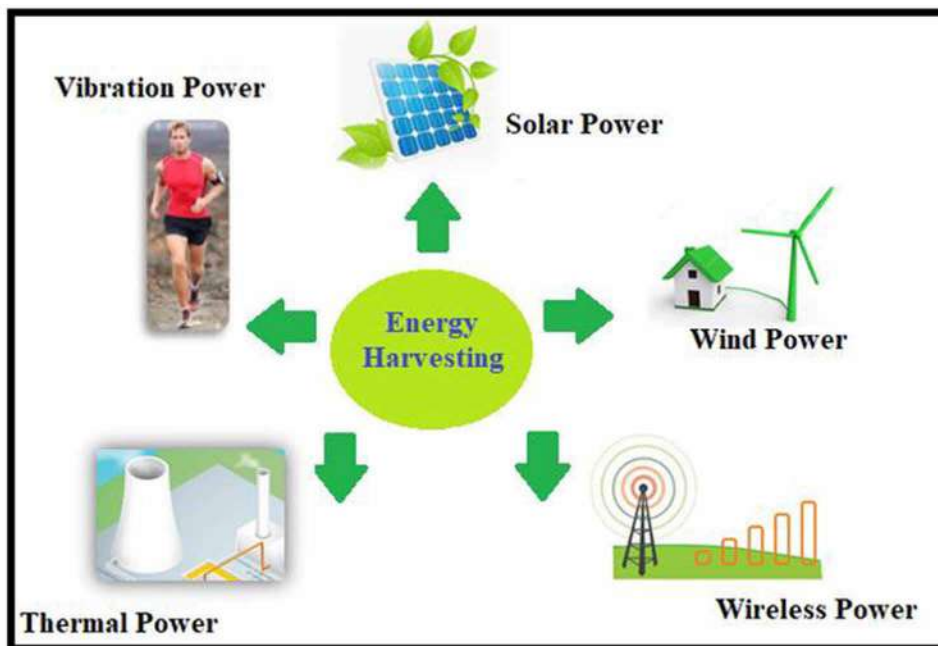 Vibration Power
Solar Power
Energy
Harvesting
Wind Power
Thermal Power
Wireless Power